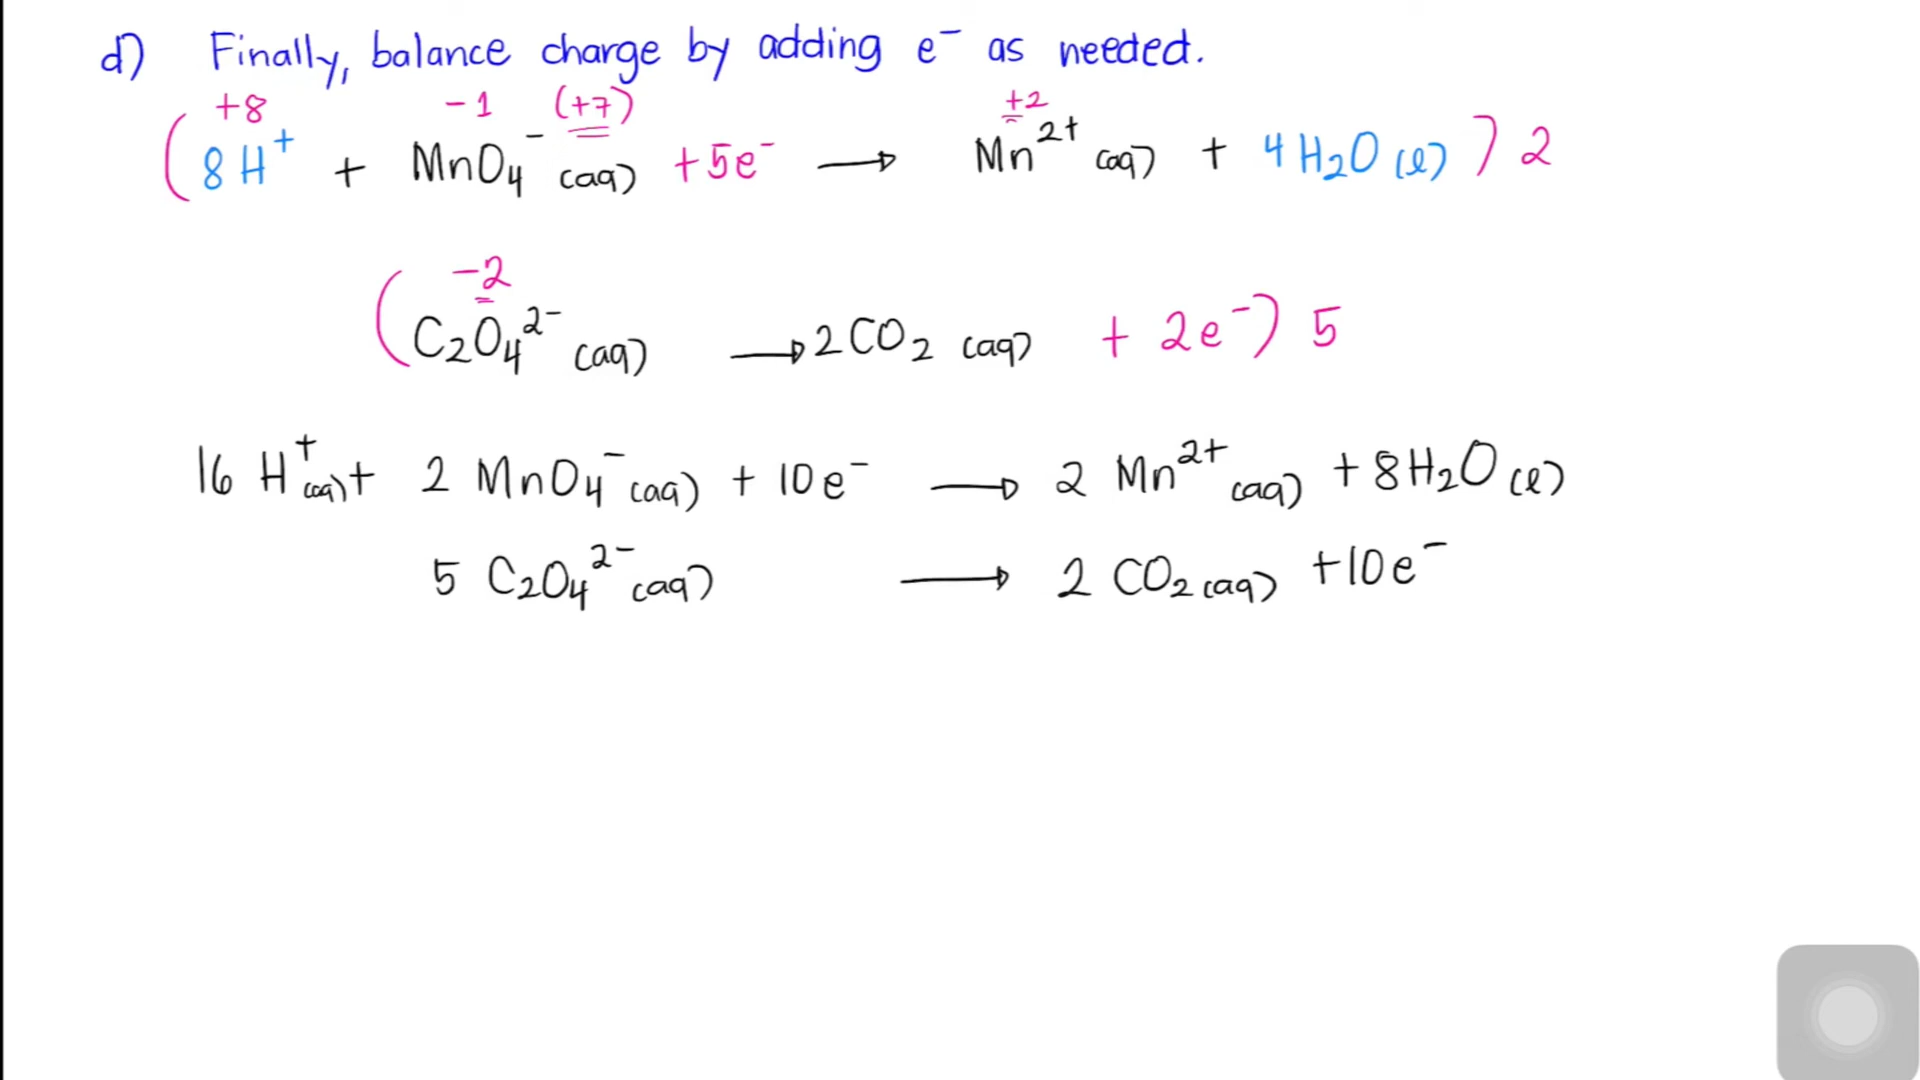 d) Finally, balance charge by adding e⁻ as needed.
+8 -1 (+7) +2
(8H⁺ + MnO₄⁻ (aq) +5e⁻ → Mn²⁺ (aq) + 4H₂O (l)) 2
-2
(C₂O₄²⁻ (aq) → 2CO₂ (aq) + 2e⁻) 5
16 H⁺(aq) + 2 MnO₄⁻ (aq) + 10e⁻ → 2 Mn²⁺ (aq) + 8H₂O (l)
5 C₂O₄²⁻ (aq) → 2 CO₂ (aq) +10e⁻